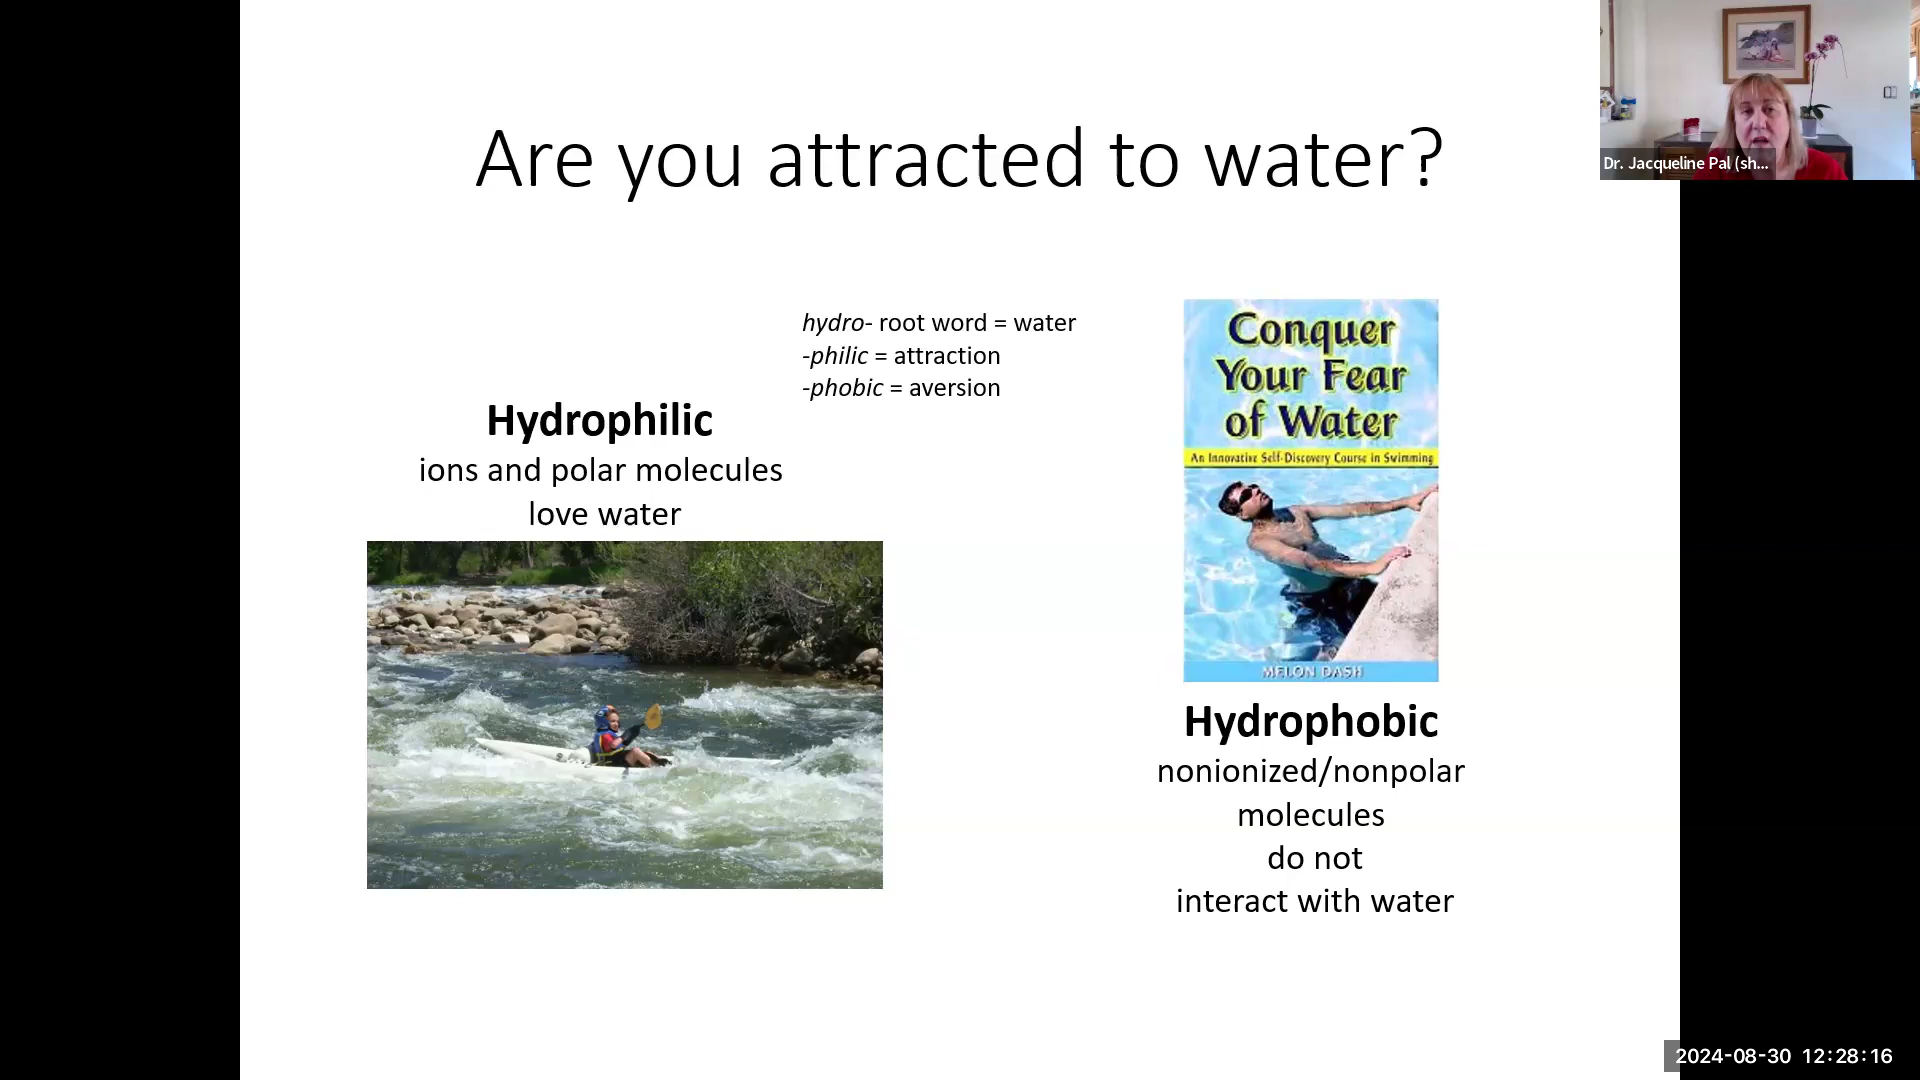 Are you attracted to water?
hydro- root word = water
-philic = attraction
-phobic = aversion
Hydrophilic
ions and polar molecules
love water
Conquer
Your Fear
of Water
An Innovative Self-Discovery Course in Swimming
MELON DASH
Hydrophobic
nonionized/nonpolar
molecules
do not
interact with water
Dr. Jacqueline Pal (sh...
2024-08-30 12:28:16